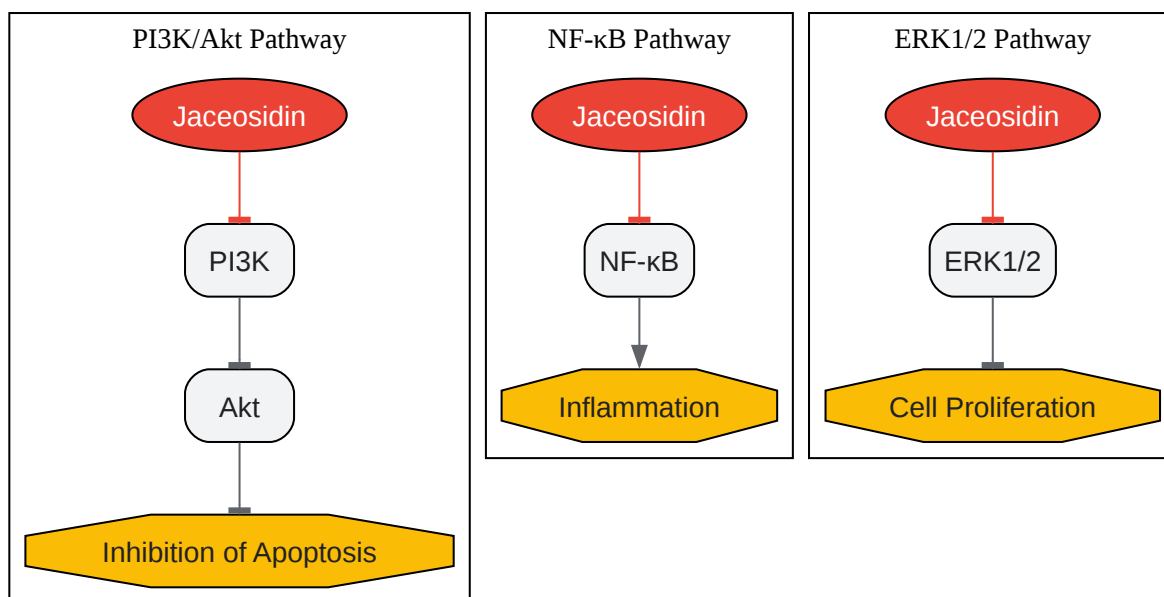 PI3K/Akt Pathway
Jaceosidin
PI3K
Akt
Inhibition of Apoptosis
NF-κB Pathway
Jaceosidin
NF-κB
Inflammation
ERK1/2 Pathway
Jaceosidin
ERK1/2
Cell Proliferation